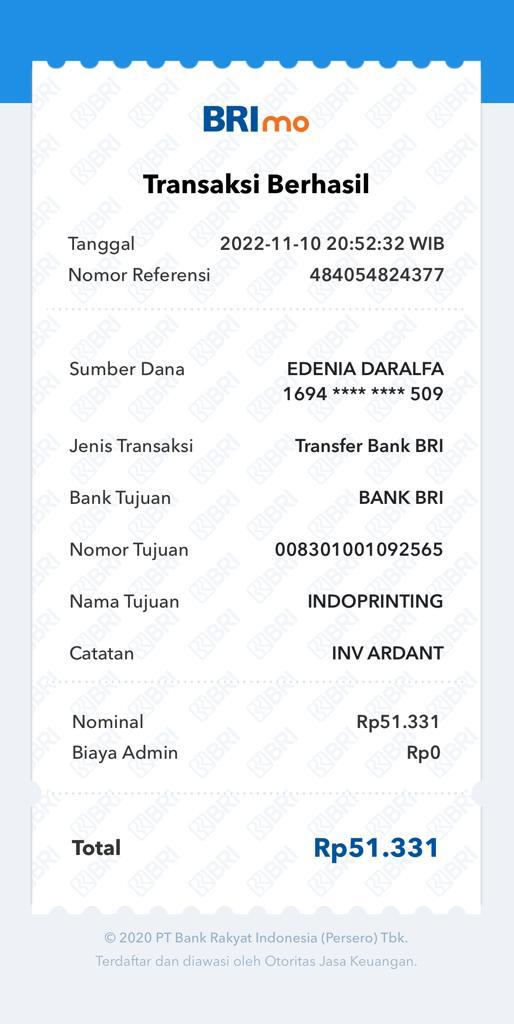 BRImo
Transaksi Berhasil
Tanggal 2022-11-10 20:52:32 WIB
Nomor Referensi 484054824377
Sumber Dana EDENIA DARALFA
1694 **** **** 509
Jenis Transaksi Transfer Bank BRI
Bank Tujuan BANK BRI
Nomor Tujuan 008301001092565
Nama Tujuan INDOPRINTING
Catatan INV ARDANT
Nominal Rp51.331
Biaya Admin Rp0
Total Rp51.331
© 2020 PT Bank Rakyat Indonesia (Persero) Tbk.
Terdaftar dan diawasi oleh Otoritas Jasa Keuangan.